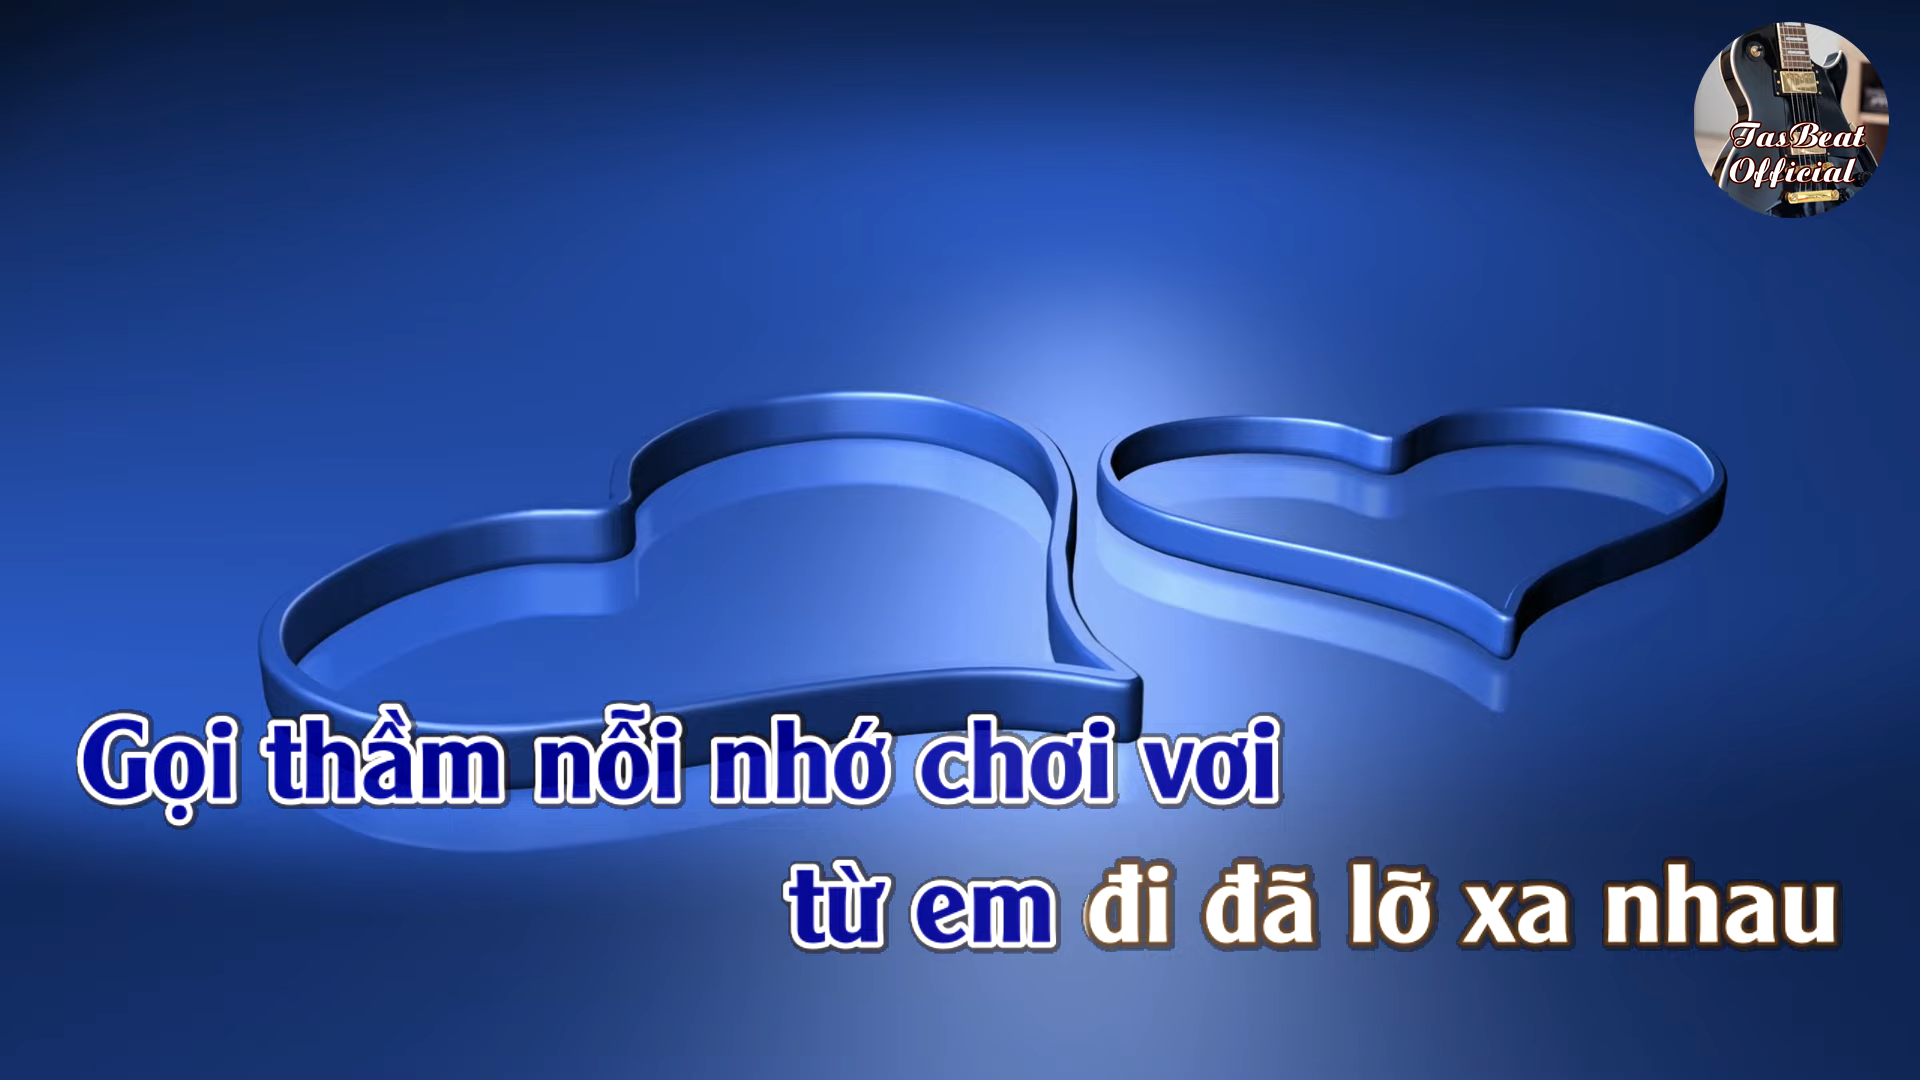 TasBeat
Official
Gọi thầm nỗi nhớ chơi vơi
từ em đi đã lỡ xa nhau